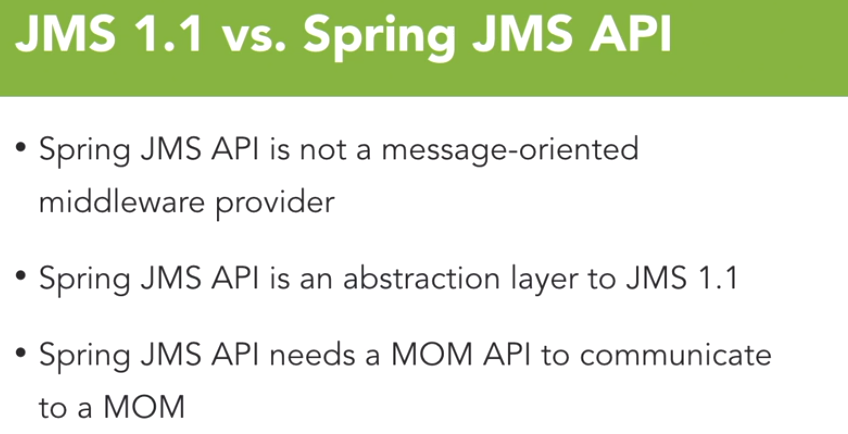 JMS 1.1 vs. Spring JMS API
• Spring JMS API is not a message-oriented
middleware provider
• Spring JMS API is an abstraction layer to JMS 1.1
• Spring JMS API needs a MOM API to communicate
to a MOM